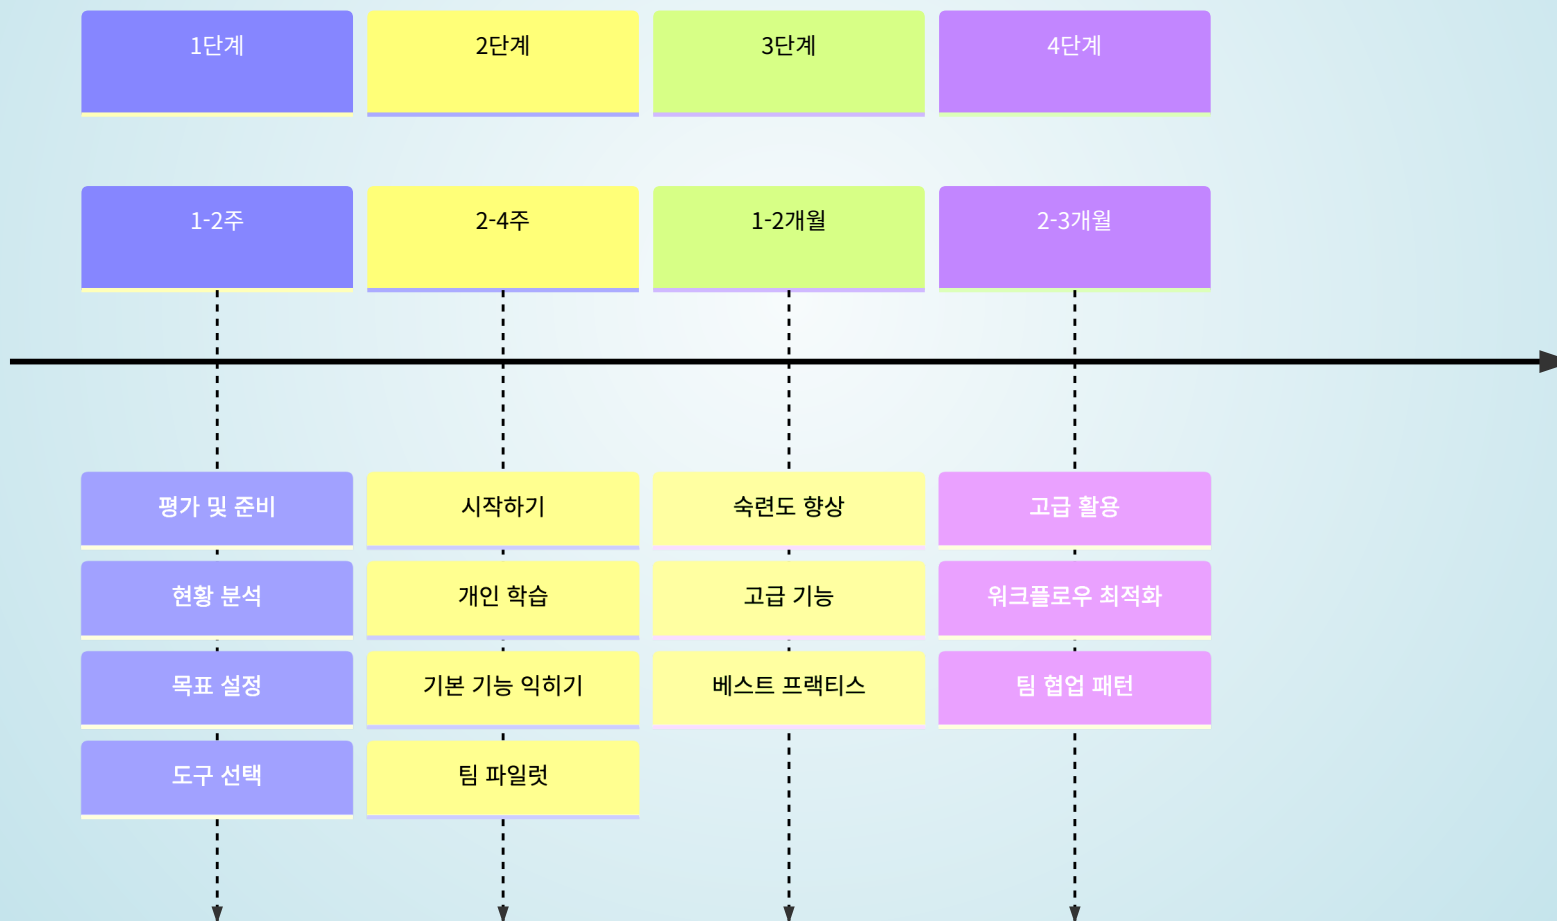 1단계
2단계
3단계
4단계
1-2주
2-4주
1-2개월
2-3개월
평가 및 준비
시작하기
숙련도 향상
고급 활용
현황 분석
개인 학습
고급 기능
워크플로우 최적화
목표 설정
기본 기능 익히기
베스트 프랙티스
팀 협업 패턴
도구 선택
팀 파일럿